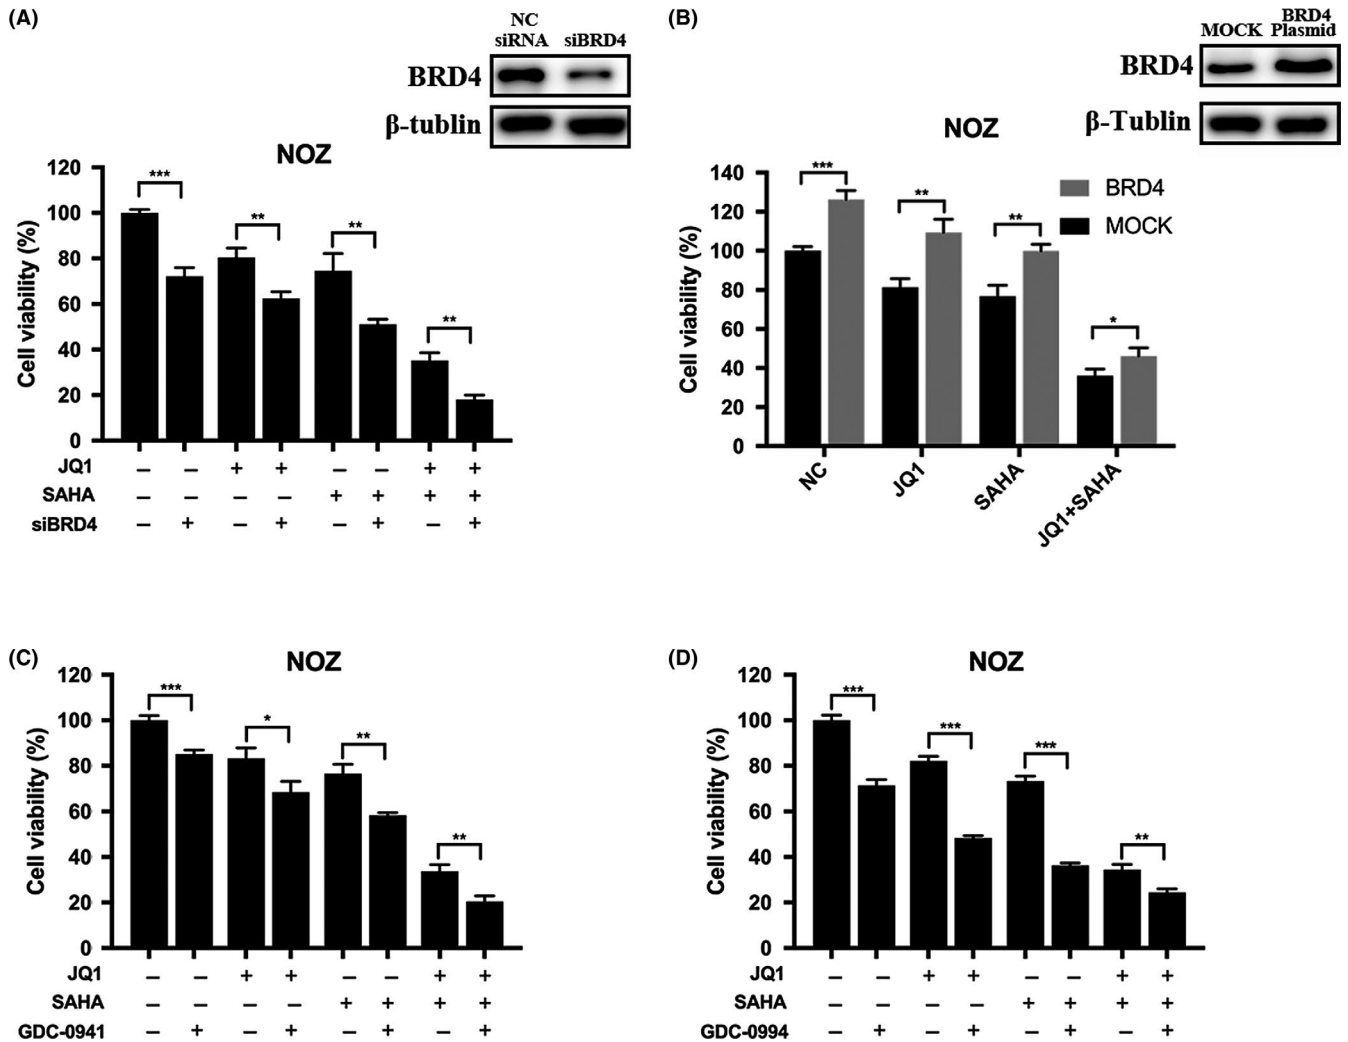 (A)
NC
siRNA siBRD4
BRD4
β-tublin
NOZ
Cell viability (%)
120
100
80
60
40
20
0
***
**
**
**
JQ1 – – + + – – + +
SAHA – – – – + + + +
siBRD4 – + – + – + – +
(B)
MOCK BRD4 Plasmid
BRD4
β-Tublin
NOZ
Cell viability (%)
140
120
100
80
60
40
20
0
***
**
**
*
BRD4
MOCK
NC
JQ1
SAHA
JQ1+SAHA
(C)
NOZ
Cell viability (%)
120
100
80
60
40
20
0
***
*
**
**
JQ1 – – + + – – + +
SAHA – – – – + + + +
GDC-0941 – + – + – + – +
(D)
NOZ
Cell viability (%)
120
100
80
60
40
20
0
***
***
***
**
JQ1 – – + + – – + +
SAHA – – – – + + + +
GDC-0994 – + – + – + – +